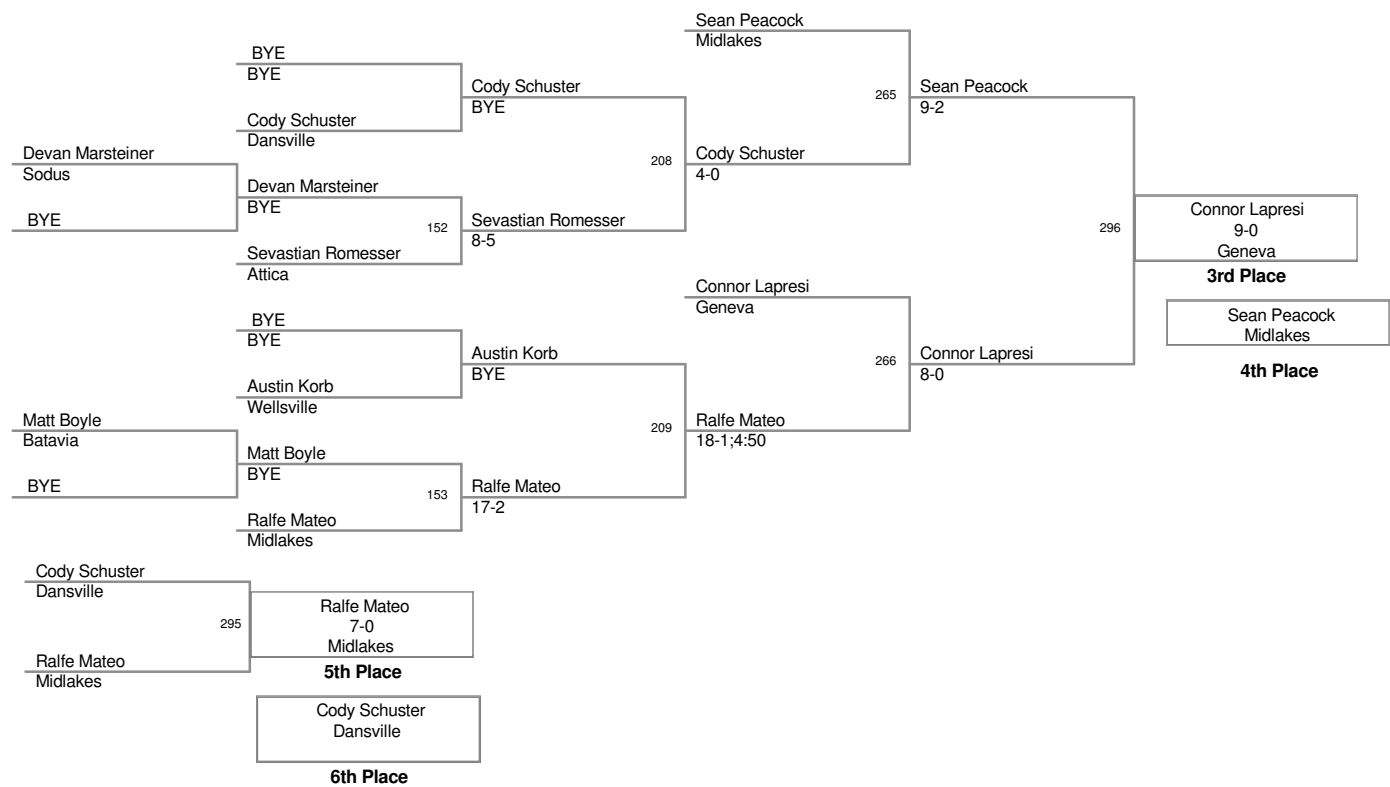 Sean Peacock
Midlakes
BYE
BYE
Cody Schuster
BYE
265
Sean Peacock
9-2
Cody Schuster
Dansville
Devan Marsteiner
Sodus
208
Cody Schuster
4-0
Devan Marsteiner
BYE
BYE
152
Sevastian Romesser
8-5
296
Connor Lapresi
9-0
Geneva
3rd Place
Sevastian Romesser
Attica
Connor Lapresi
Geneva
Sean Peacock
Midlakes
4th Place
BYE
BYE
Austin Korb
BYE
266
Connor Lapresi
8-0
Austin Korb
Wellsville
Matt Boyle
Batavia
209
Ralfe Mateo
18-1;4:50
Matt Boyle
BYE
BYE
153
Ralfe Mateo
17-2
Ralfe Mateo
Midlakes
Cody Schuster
Dansville
295
Ralfe Mateo
7-0
Midlakes
5th Place
Ralfe Mateo
Midlakes
Cody Schuster
Dansville
6th Place